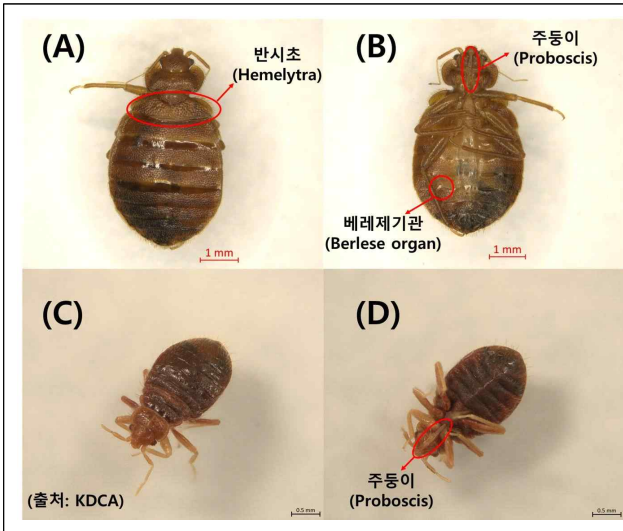 (A)
반시초
(Hemelytra)
1 mm
(B)
주둥이
(Proboscis)
베레제기관
(Berlese organ)
1 mm
(C)
(출처: KDCA)
0.5 mm
(D)
주둥이
(Proboscis)
0.5 mm